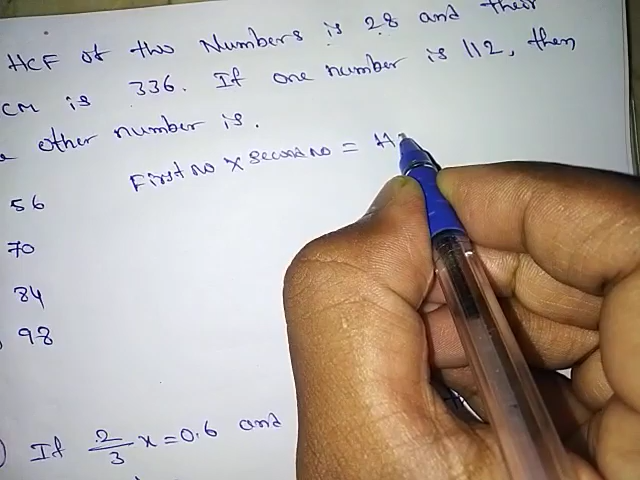 HCF of two Numbers is 28 and their
CM is 336. If one number is 112, then
other number is.
First no x Second no = H
56
70
84
98
) If 2/3 x = 0.6 and